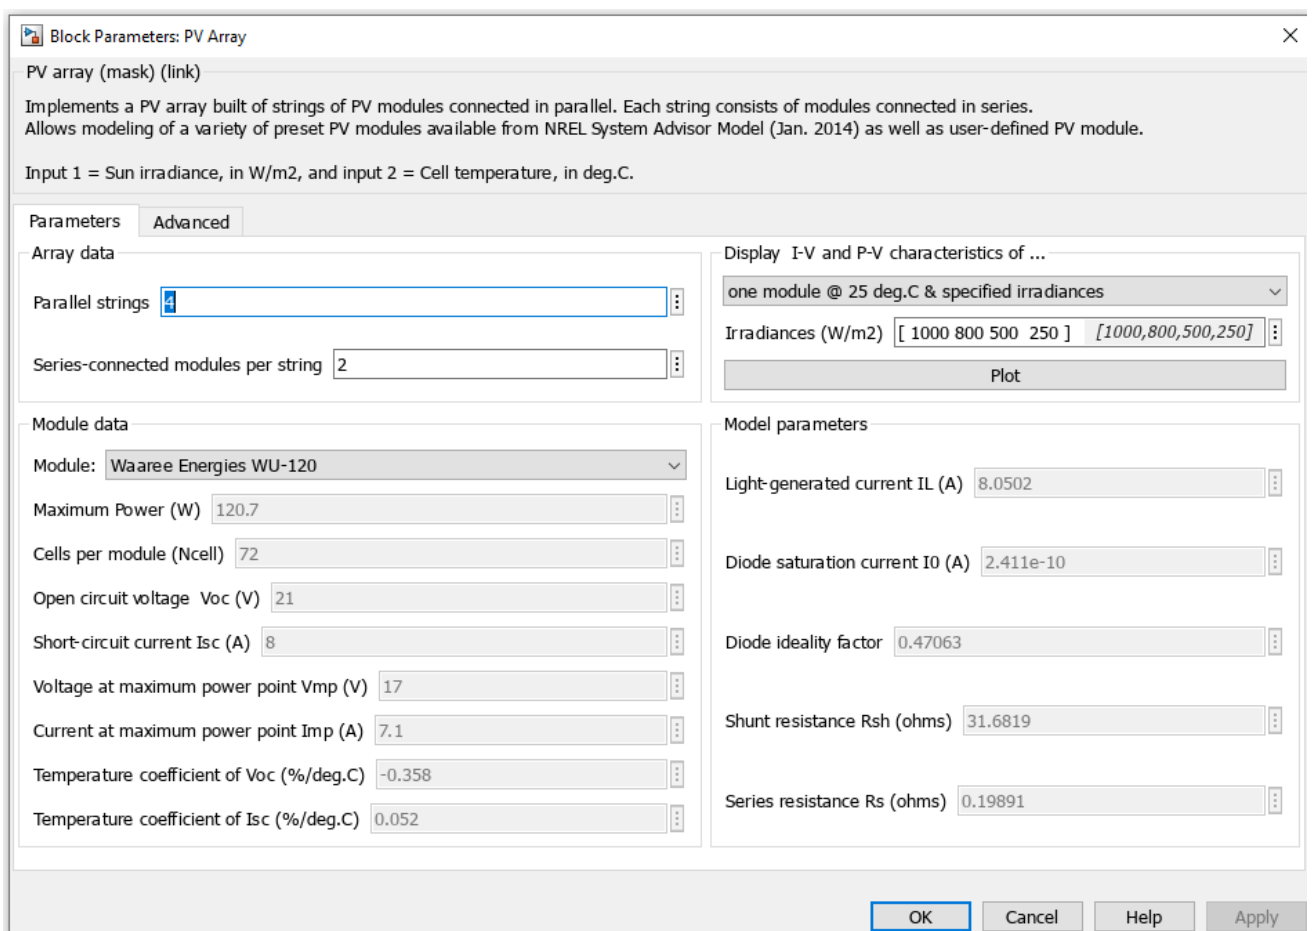 Block Parameters: PV Array
PV array (mask) (link)
Implements a PV array built of strings of PV modules connected in parallel. Each string consists of modules connected in series.
Allows modeling of a variety of preset PV modules available from NREL System Advisor Model (Jan. 2014) as well as user-defined PV module.
Input 1 = Sun irradiance, in W/m2, and input 2 = Cell temperature, in deg.C.
Parameters Advanced
Array data
Parallel strings 4
Series-connected modules per string 2
Display I-V and P-V characteristics of ...
one module @ 25 deg.C & specified irradiances
Irradiances (W/m2) [ 1000 800 500 250 ] [1000,800,500,250]
Plot
Module data
Module: Waaree Energies WU-120
Maximum Power (W) 120.7
Cells per module (Ncell) 72
Open circuit voltage Voc (V) 21
Short-circuit current Isc (A) 8
Voltage at maximum power point Vmp (V) 17
Current at maximum power point Imp (A) 7.1
Temperature coefficient of Voc (%/deg.C) -0.358
Temperature coefficient of Isc (%/deg.C) 0.052
Model parameters
Light-generated current IL (A) 8.0502
Diode saturation current I0 (A) 2.411e-10
Diode ideality factor 0.47063
Shunt resistance Rsh (ohms) 31.6819
Series resistance Rs (ohms) 0.19891
OK Cancel Help Apply